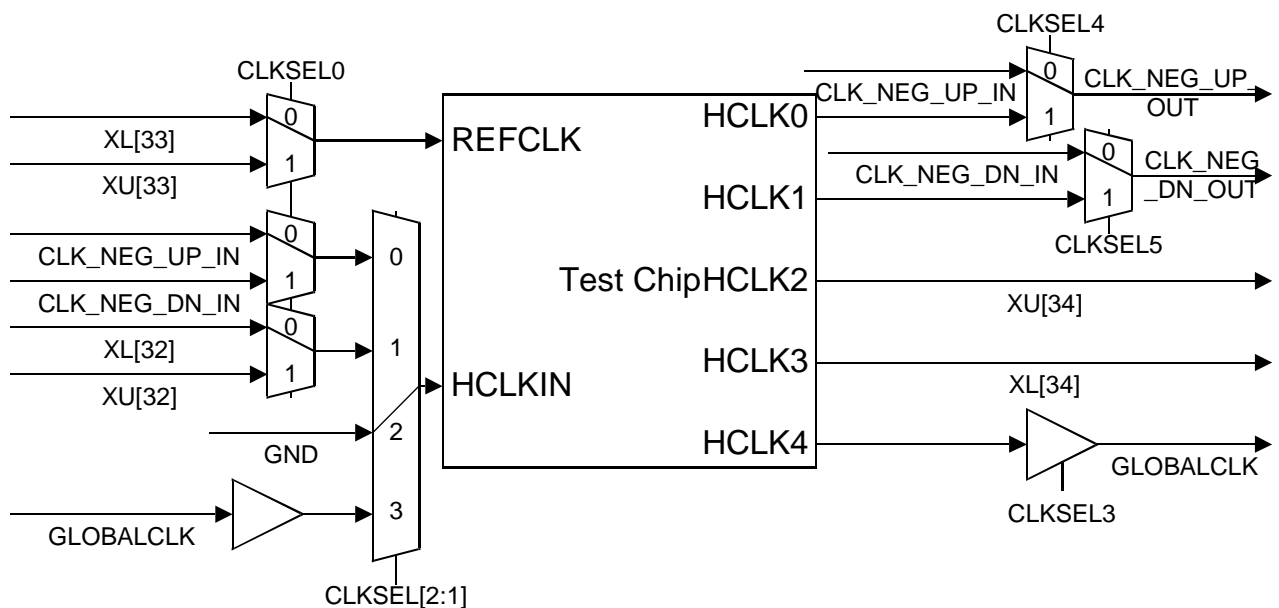 CLKSEL4
CLKSEL0
0
CLK_NEG_UP_
OUT
CLK_NEG_UP_IN
1
HCLK0
0
XL[33]
1
XU[33]
REFCLK
0
CLK_NEG_DN_IN
1
CLK_NEG
_DN_OUT
HCLK1
CLKSEL5
0
CLK_NEG_UP_IN
1
CLK_NEG_DN_IN
0
XL[32]
1
XU[32]
0
1
2
3
HCLKIN
GND
GLOBALCLK
CLKSEL[2:1]
Test Chip
HCLK2
XU[34]
HCLK3
XL[34]
HCLK4
GLOBALCLK
CLKSEL3